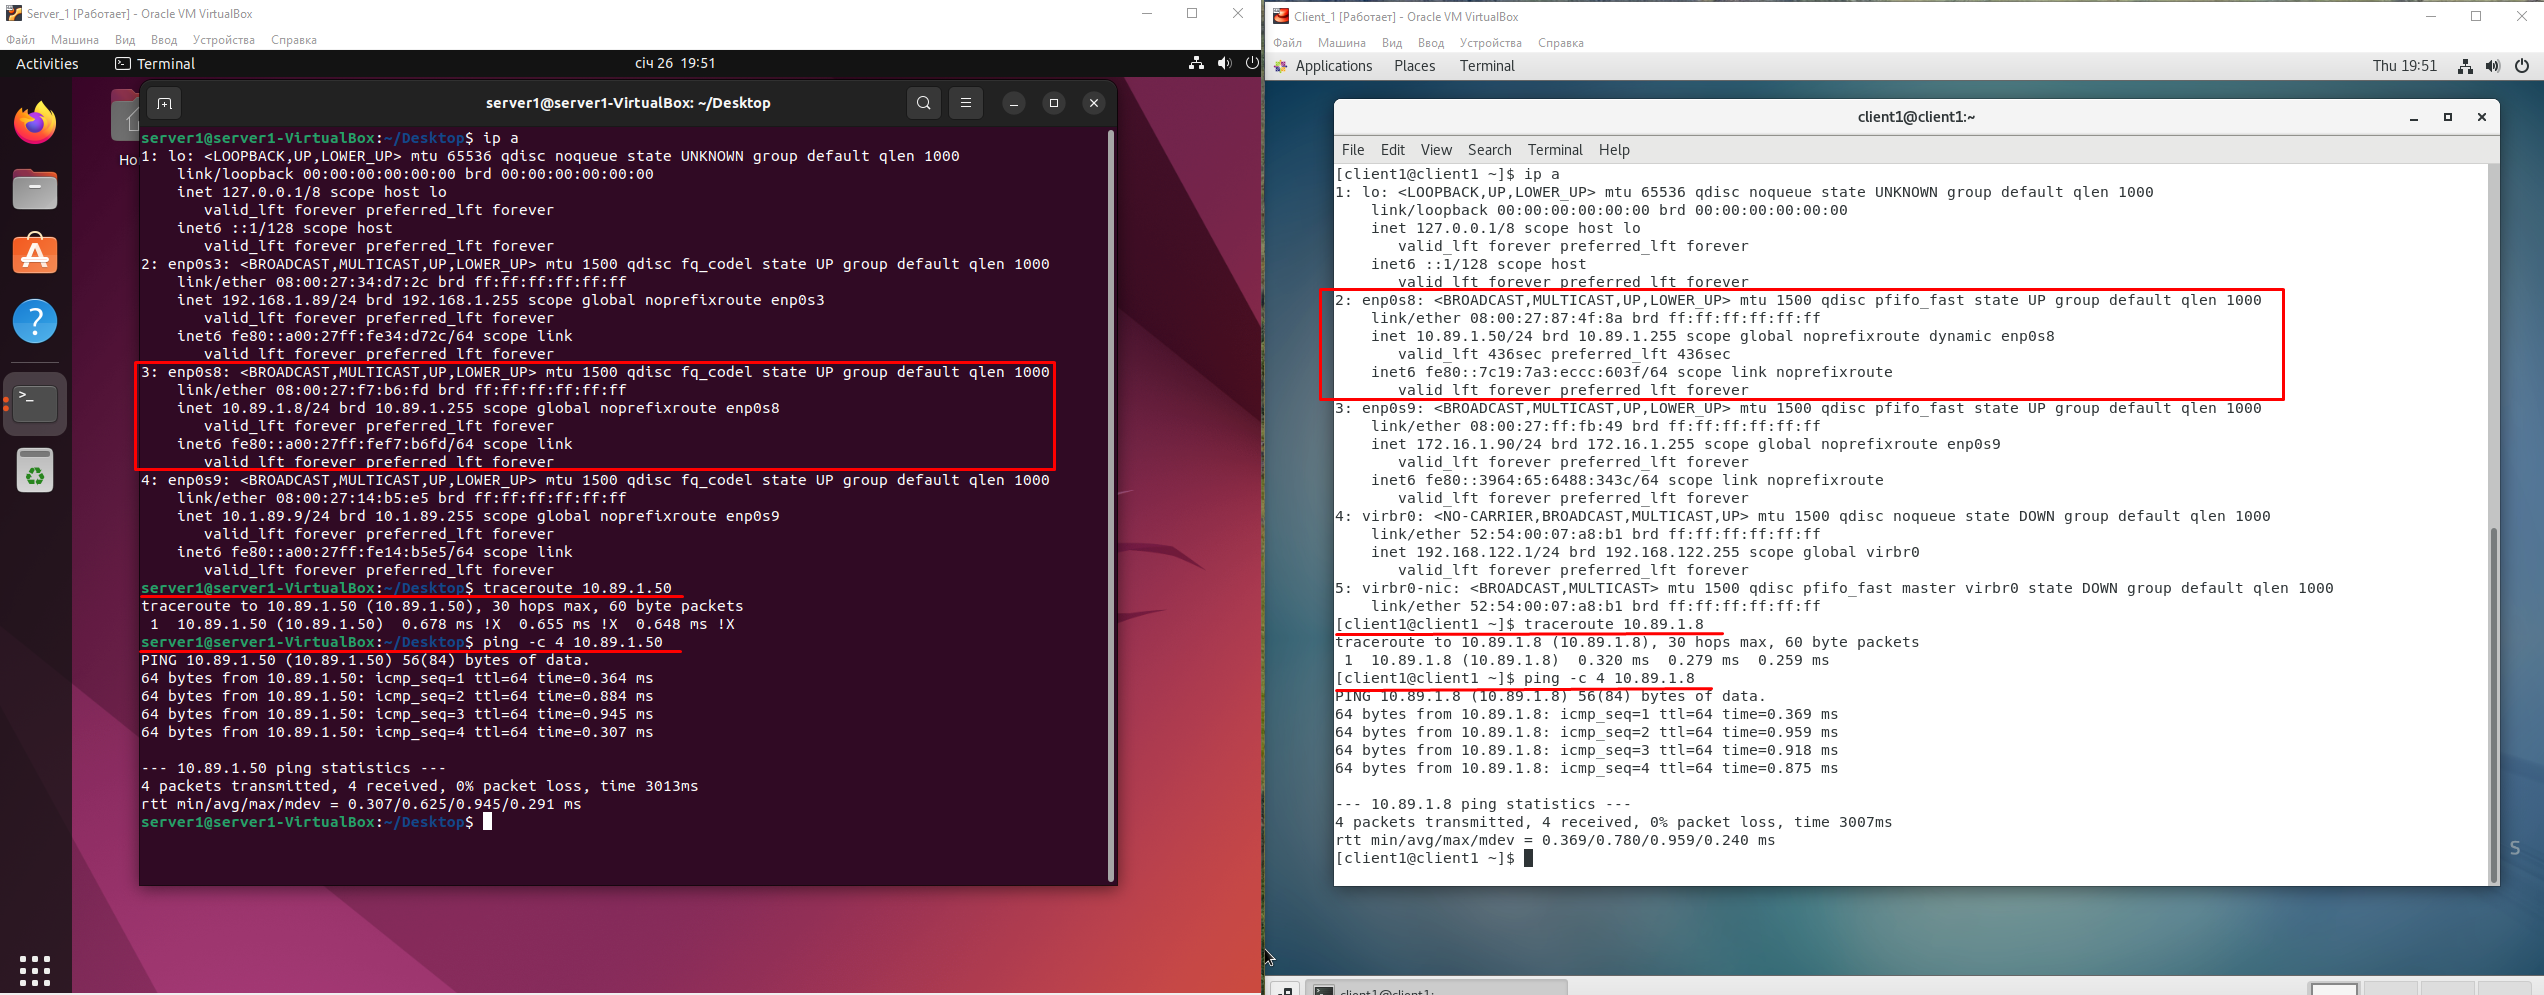 Server_1 [Работает] - Oracle VM VirtualBox
Файл Машина Вид Ввод Устройства Справка
Activities Terminal січ 26 19:51
Ho
server1@server1-VirtualBox: ~/Desktop
server1@server1-VirtualBox:~/Desktop$ ip a
1: lo: <LOOPBACK,UP,LOWER_UP> mtu 65536 qdisc noqueue state UNKNOWN group default qlen 1000
link/loopback 00:00:00:00:00:00 brd 00:00:00:00:00:00
inet 127.0.0.1/8 scope host lo
valid_lft forever preferred_lft forever
inet6 ::1/128 scope host
valid_lft forever preferred_lft forever
2: enp0s3: <BROADCAST,MULTICAST,UP,LOWER_UP> mtu 1500 qdisc fq_codel state UP group default qlen 1000
link/ether 08:00:27:34:d7:2c brd ff:ff:ff:ff:ff:ff
inet 192.168.1.89/24 brd 192.168.1.255 scope global noprefixroute enp0s3
valid_lft forever preferred_lft forever
inet6 fe80::a00:27ff:fe34:d72c/64 scope link
valid_lft forever preferred_lft forever
3: enp0s8: <BROADCAST,MULTICAST,UP,LOWER_UP> mtu 1500 qdisc fq_codel state UP group default qlen 1000
link/ether 08:00:27:f7:b6:fd brd ff:ff:ff:ff:ff:ff
inet 10.89.1.8/24 brd 10.89.1.255 scope global noprefixroute enp0s8
valid_lft forever preferred_lft forever
inet6 fe80::a00:27ff:fef7:b6fd/64 scope link
valid_lft forever preferred_lft forever
4: enp0s9: <BROADCAST,MULTICAST,UP,LOWER_UP> mtu 1500 qdisc fq_codel state UP group default qlen 1000
link/ether 08:00:27:14:b5:e5 brd ff:ff:ff:ff:ff:ff
inet 10.1.89.9/24 brd 10.1.89.255 scope global noprefixroute enp0s9
valid_lft forever preferred_lft forever
inet6 fe80::a00:27ff:fe14:b5e5/64 scope link
valid_lft forever preferred_lft forever
server1@server1-VirtualBox:~/Desktop$ traceroute 10.89.1.50
traceroute to 10.89.1.50 (10.89.1.50), 30 hops max, 60 byte packets
1 10.89.1.50 (10.89.1.50) 0.678 ms !X 0.655 ms !X 0.648 ms !X
server1@server1-VirtualBox:~/Desktop$ ping -c 4 10.89.1.50
PING 10.89.1.50 (10.89.1.50) 56(84) bytes of data.
64 bytes from 10.89.1.50: icmp_seq=1 ttl=64 time=0.364 ms
64 bytes from 10.89.1.50: icmp_seq=2 ttl=64 time=0.884 ms
64 bytes from 10.89.1.50: icmp_seq=3 ttl=64 time=0.945 ms
64 bytes from 10.89.1.50: icmp_seq=4 ttl=64 time=0.307 ms
--- 10.89.1.50 ping statistics ---
4 packets transmitted, 4 received, 0% packet loss, time 3013ms
rtt min/avg/max/mdev = 0.307/0.625/0.945/0.291 ms
server1@server1-VirtualBox:~/Desktop$
Client_1 [Работает] - Oracle VM VirtualBox
Файл Машина Вид Ввод Устройства Справка
Applications Places Terminal Thu 19:51
client1@client1:~
File Edit View Search Terminal Help
[client1@client1 ~]$ ip a
1: lo: <LOOPBACK,UP,LOWER_UP> mtu 65536 qdisc noqueue state UNKNOWN group default qlen 1000
link/loopback 00:00:00:00:00:00 brd 00:00:00:00:00:00
inet 127.0.0.1/8 scope host lo
valid_lft forever preferred_lft forever
inet6 ::1/128 scope host
valid_lft forever preferred_lft forever
2: enp0s8: <BROADCAST,MULTICAST,UP,LOWER_UP> mtu 1500 qdisc pfifo_fast state UP group default qlen 1000
link/ether 08:00:27:87:4f:8a brd ff:ff:ff:ff:ff:ff
inet 10.89.1.50/24 brd 10.89.1.255 scope global noprefixroute dynamic enp0s8
valid_lft 436sec preferred_lft 436sec
inet6 fe80::7c19:7a3:eccc:603f/64 scope link noprefixroute
valid_lft forever preferred_lft forever
3: enp0s9: <BROADCAST,MULTICAST,UP,LOWER_UP> mtu 1500 qdisc pfifo_fast state UP group default qlen 1000
link/ether 08:00:27:ff:fb:49 brd ff:ff:ff:ff:ff:ff
inet 172.16.1.90/24 brd 172.16.1.255 scope global noprefixroute enp0s9
valid_lft forever preferred_lft forever
inet6 fe80::3964:65:6488:343c/64 scope link noprefixroute
valid_lft forever preferred_lft forever
4: virbr0: <NO-CARRIER,BROADCAST,MULTICAST,UP> mtu 1500 qdisc noqueue state DOWN group default qlen 1000
link/ether 52:54:00:07:a8:b1 brd ff:ff:ff:ff:ff:ff
inet 192.168.122.1/24 brd 192.168.122.255 scope global virbr0
valid_lft forever preferred_lft forever
5: virbr0-nic: <BROADCAST,MULTICAST> mtu 1500 qdisc pfifo_fast master virbr0 state DOWN group default qlen 1000
link/ether 52:54:00:07:a8:b1 brd ff:ff:ff:ff:ff:ff
[client1@client1 ~]$ traceroute 10.89.1.8
traceroute to 10.89.1.8 (10.89.1.8), 30 hops max, 60 byte packets
1 10.89.1.8 (10.89.1.8) 0.320 ms 0.279 ms 0.259 ms
[client1@client1 ~]$ ping -c 4 10.89.1.8
PING 10.89.1.8 (10.89.1.8) 56(84) bytes of data.
64 bytes from 10.89.1.8: icmp_seq=1 ttl=64 time=0.369 ms
64 bytes from 10.89.1.8: icmp_seq=2 ttl=64 time=0.959 ms
64 bytes from 10.89.1.8: icmp_seq=3 ttl=64 time=0.918 ms
64 bytes from 10.89.1.8: icmp_seq=4 ttl=64 time=0.875 ms
--- 10.89.1.8 ping statistics ---
4 packets transmitted, 4 received, 0% packet loss, time 3007ms
rtt min/avg/max/mdev = 0.369/0.780/0.959/0.240 ms
[client1@client1 ~]$
S
client1@client1:~